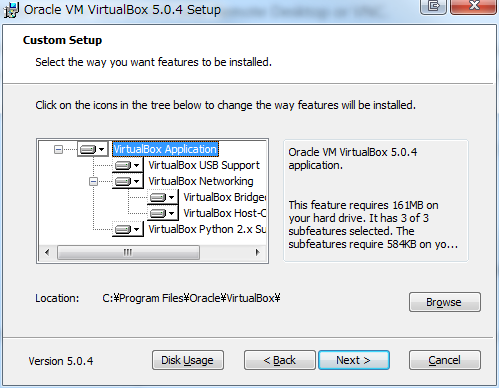 Oracle VM VirtualBox 5.0.4 Setup
Custom Setup
Select the way you want features to be installed.
Click on the icons in the tree below to change the way features will be installed.
VirtualBox Application
VirtualBox USB Support
VirtualBox Networking
VirtualBox Bridge
VirtualBox Host-
VirtualBox Python 2.x Su
Oracle VM VirtualBox 5.0.4
application.
This feature requires 161MB on
your hard drive. It has 3 of 3
subfeatures selected. The
subfeatures require 584KB on yo...
Location: C:¥Program Files¥Oracle¥VirtualBox¥
Browse
Version 5.0.4
Disk Usage
< Back
Next >
Cancel